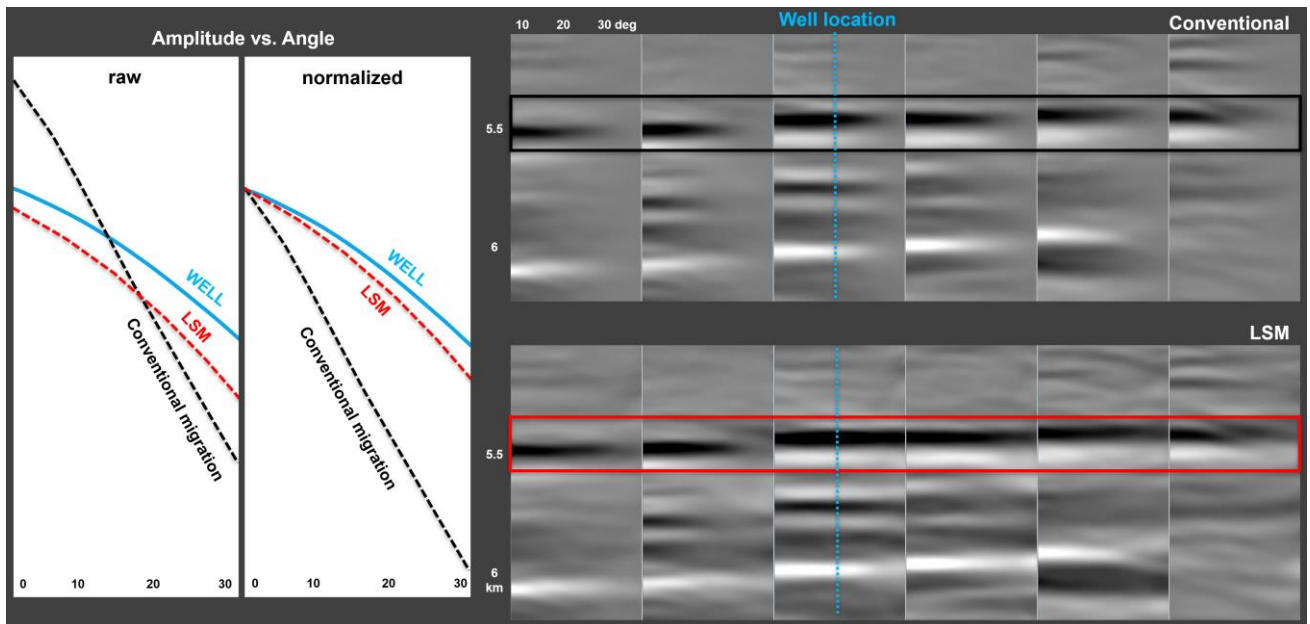 Amplitude vs. Angle
raw
normalized
WELL
LSM
Conventional migration
0 10 20 30
WELL
LSM
Conventional migration
0 10 20 30
Well location
Conventional
10 20 30 deg
5.5
6
LSM
5.5
6
km